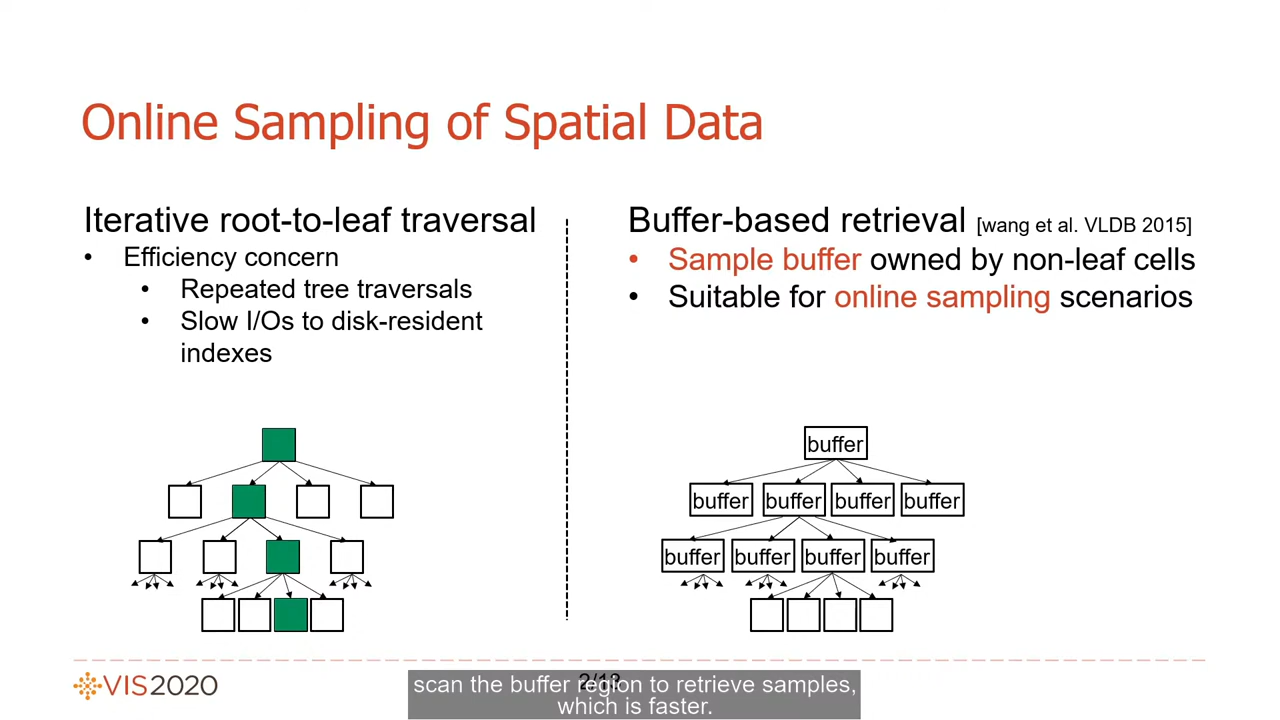 Online Sampling of Spatial Data
Iterative root-to-leaf traversal
• Efficiency concern
• Repeated tree traversals
• Slow I/Os to disk-resident
indexes
Buffer-based retrieval [wang et al. VLDB 2015]
• Sample buffer owned by non-leaf cells
• Suitable for online sampling scenarios
buffer
buffer buffer buffer buffer
buffer buffer buffer buffer
VIS2020
scan the buffer region to retrieve samples,
which is faster.